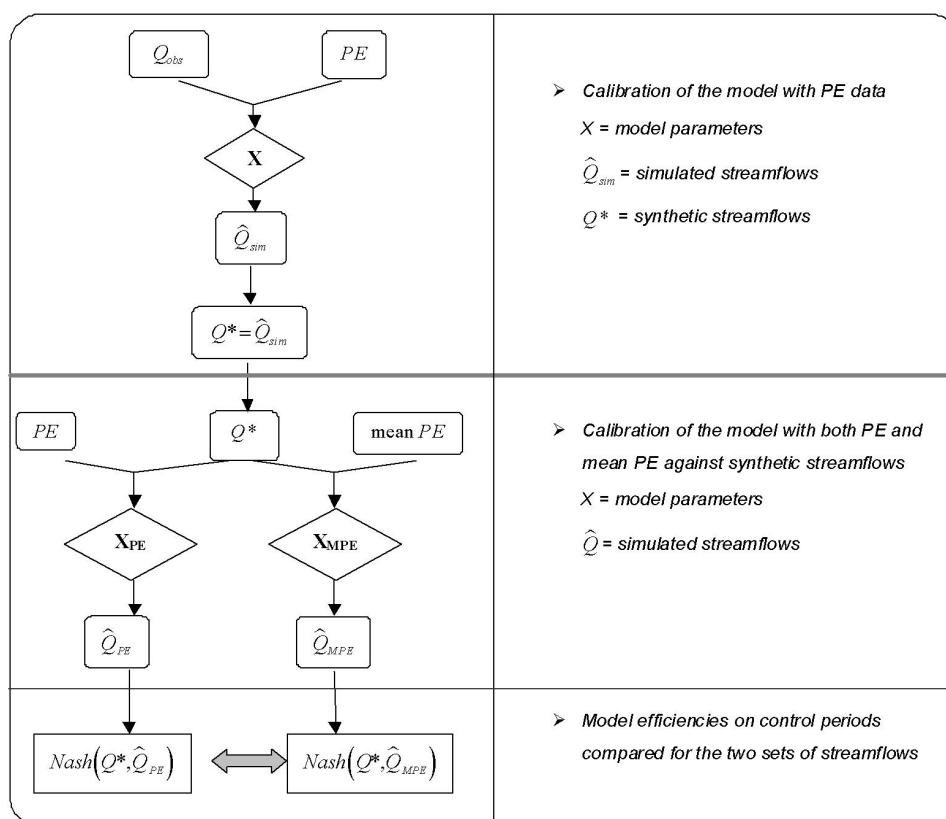 Q_obs
PE
X
Q̂_sim
Q* = Q̂_sim
➢ Calibration of the model with PE data
X = model parameters
Q̂_sim = simulated streamflows
Q* = synthetic streamflows
PE
Q*
mean PE
X_PE
X_MPE
Q̂_PE
Q̂_MPE
➢ Calibration of the model with both PE and
mean PE against synthetic streamflows
X = model parameters
Q̂ = simulated streamflows
Nash(Q*,Q̂_PE)
Nash(Q*,Q̂_MPE)
➢ Model efficiencies on control periods
compared for the two sets of streamflows